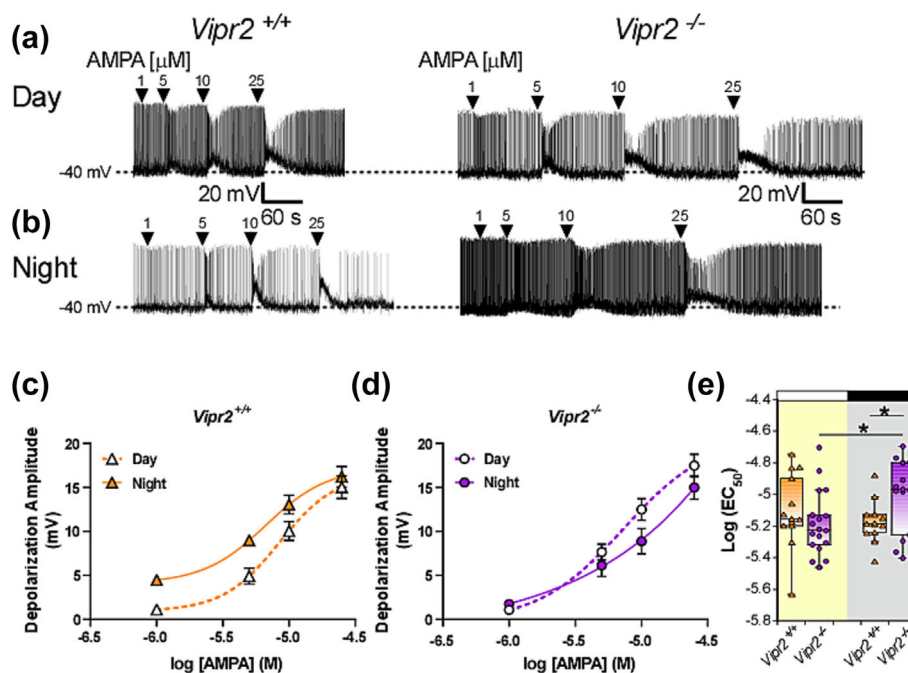 (a) Vipr2 +/+ Vipr2 -/-
AMPA [μM] AMPA [μM]
Day 1 5 10 25 1 5 10 25
-40 mV
20 mV 20 mV
60 s 60 s
(b)
Night 1 5 10 25 1 5 10 25
-40 mV
(c) (d) (e)
Vipr2+/+
20
15
10
5
0
Day
Night
Depolarization Amplitude
(mV)
-6.5 -6.0 -5.5 -5.0 -4.5
log [AMPA] (M)
Vipr2-/-
20
15
10
5
0
Day
Night
Depolarization Amplitude
(mV)
-6.5 -6.0 -5.5 -5.0 -4.5
log [AMPA] (M)
-4.4
-4.6
-4.8
-5
-5.2
-5.4
-5.6
-5.8
Log (EC50)
*
*
Vipr2+/+ Vipr2-/- Vipr2+/+